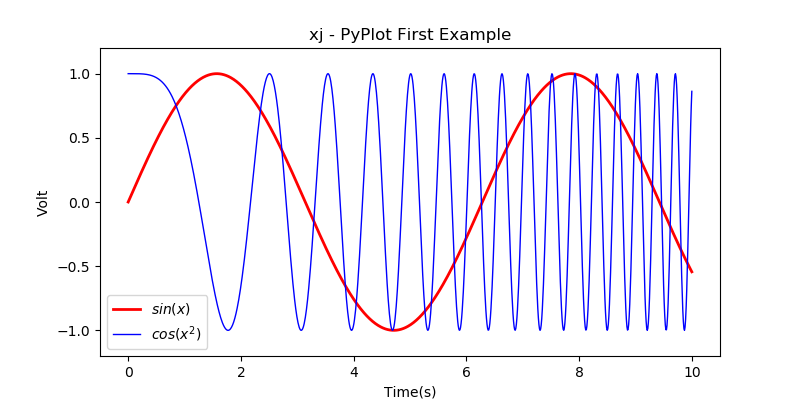 xj - PyPlot First Example
Volt
1.0
0.5
0.0
−0.5
−1.0
sin(x)
cos(x²)
0 2 4 6 8 10
Time(s)